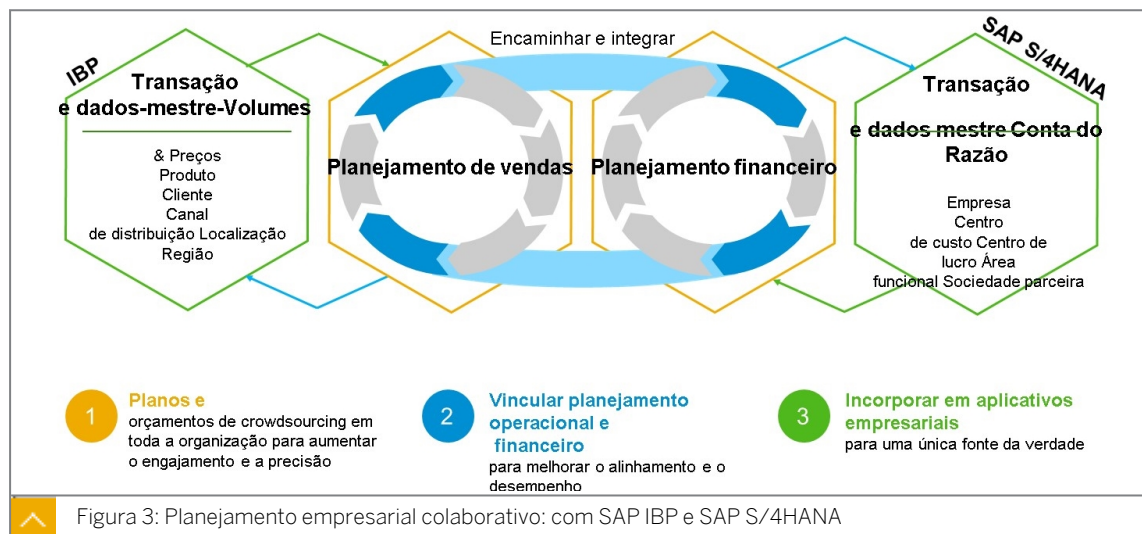 Encaminhar e integrar
IBP
Transação
e dados-mestre-Volumes
& Preços
Produto
Cliente
Canal
de distribuição Localização
Região
Planejamento de vendas
Planejamento financeiro
SAP S/4HANA
Transação
e dados mestre Conta do
Razão
Empresa
Centro
de custo Centro de
lucro Área
funcional Sociedade parceira
1
Planos e
orçamentos de crowdsourcing em
toda a organização para aumentar
o engajamento e a precisão
2
Vincular planejamento
operacional e
financeiro
para melhorar o alinhamento e o
desempenho
3
Incorporar em aplicativos
empresariais
para uma única fonte da verdade
Figura 3: Planejamento empresarial colaborativo: com SAP IBP e SAP S/4HANA